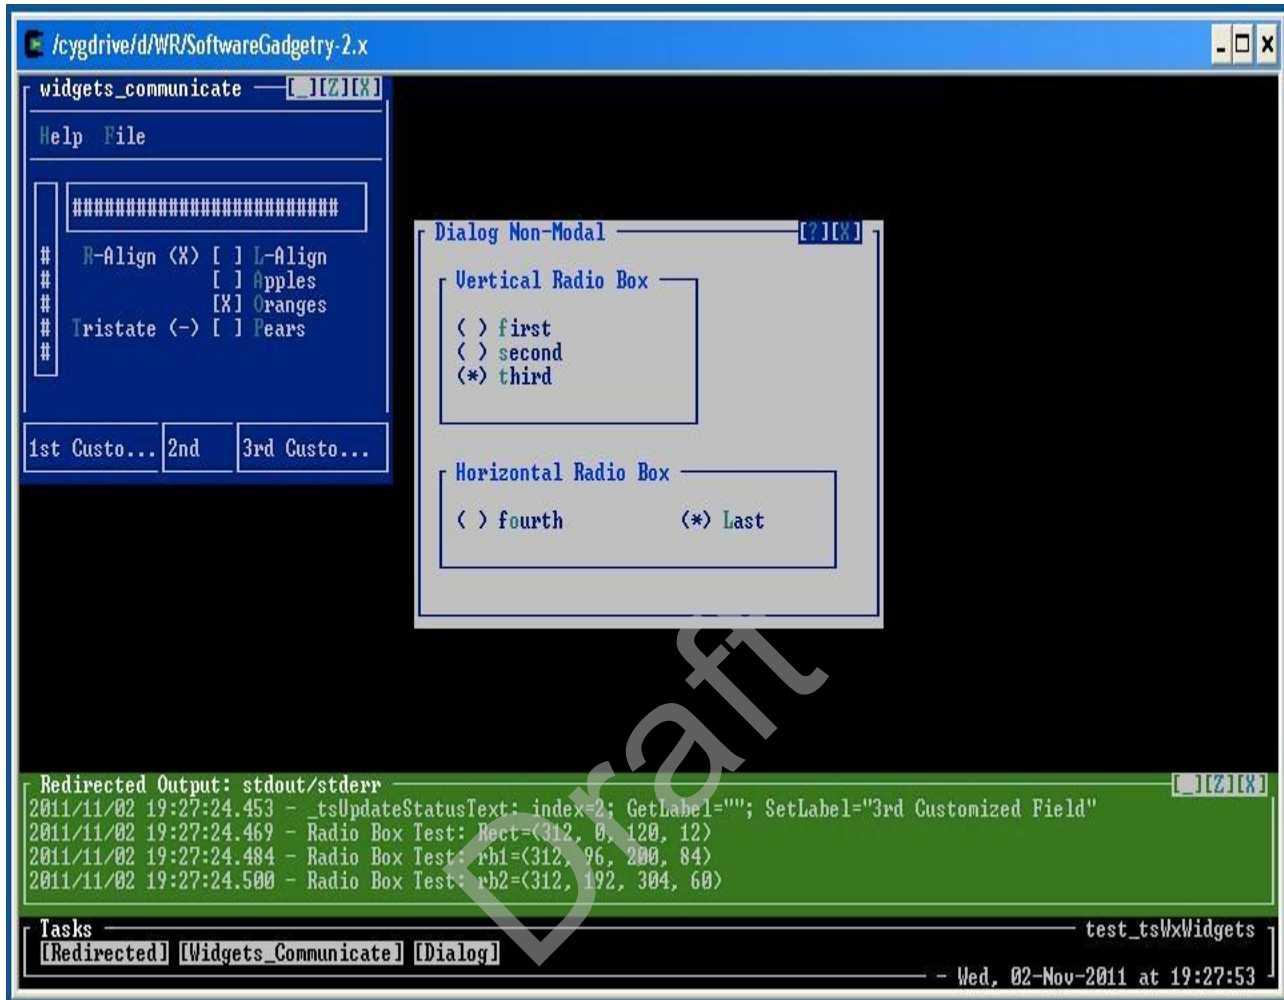 /cygdrive/d/WR/SoftwareGadgetry-2.x
widgets_communicate [_][Z][X]
Help File
#########################
# R-Align (X) [ ] L-Align
# [ ] Apples
# [X] Oranges
# Tristate (-) [ ] Pears
#
1st Custo... 2nd 3rd Custo...
Dialog Non-Modal [?][X]
Vertical Radio Box
( ) first
( ) second
(*) third
Horizontal Radio Box
( ) fourth (*) Last
Draft
Redirected Output: stdout/stderr [_][Z][X]
2011/11/02 19:27:24.453 - _tsUpdateStatusText: index=2; GetLabel=""; SetLabel="3rd Customized Field"
2011/11/02 19:27:24.469 - Radio Box Test: Rect=(312, 0, 120, 12)
2011/11/02 19:27:24.484 - Radio Box Test: rb1=(312, 96, 200, 84)
2011/11/02 19:27:24.500 - Radio Box Test: rb2=(312, 192, 304, 60)
Tasks test_tsWxWidgets
[Redirected] [Widgets_Communicate] [Dialog]
- Wed, 02-Nov-2011 at 19:27:53